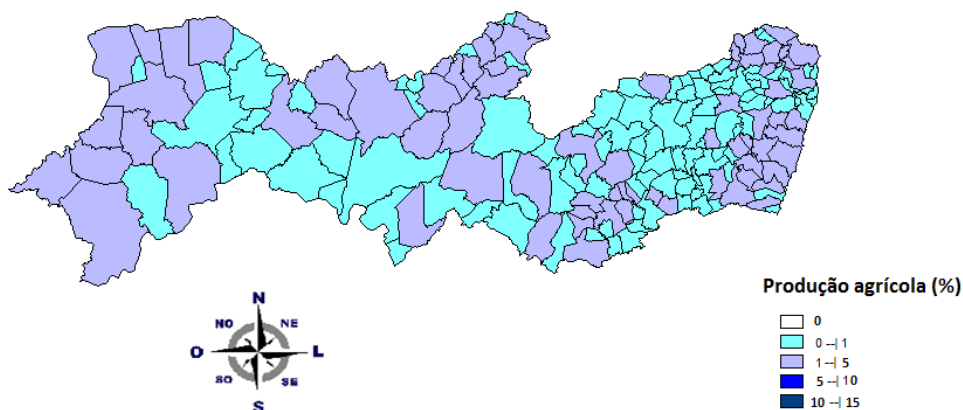 N
NO NE
O L
SO SE
S
Produção agrícola (%)
0
0 --| 1
1 --| 5
5 --| 10
10 --| 15